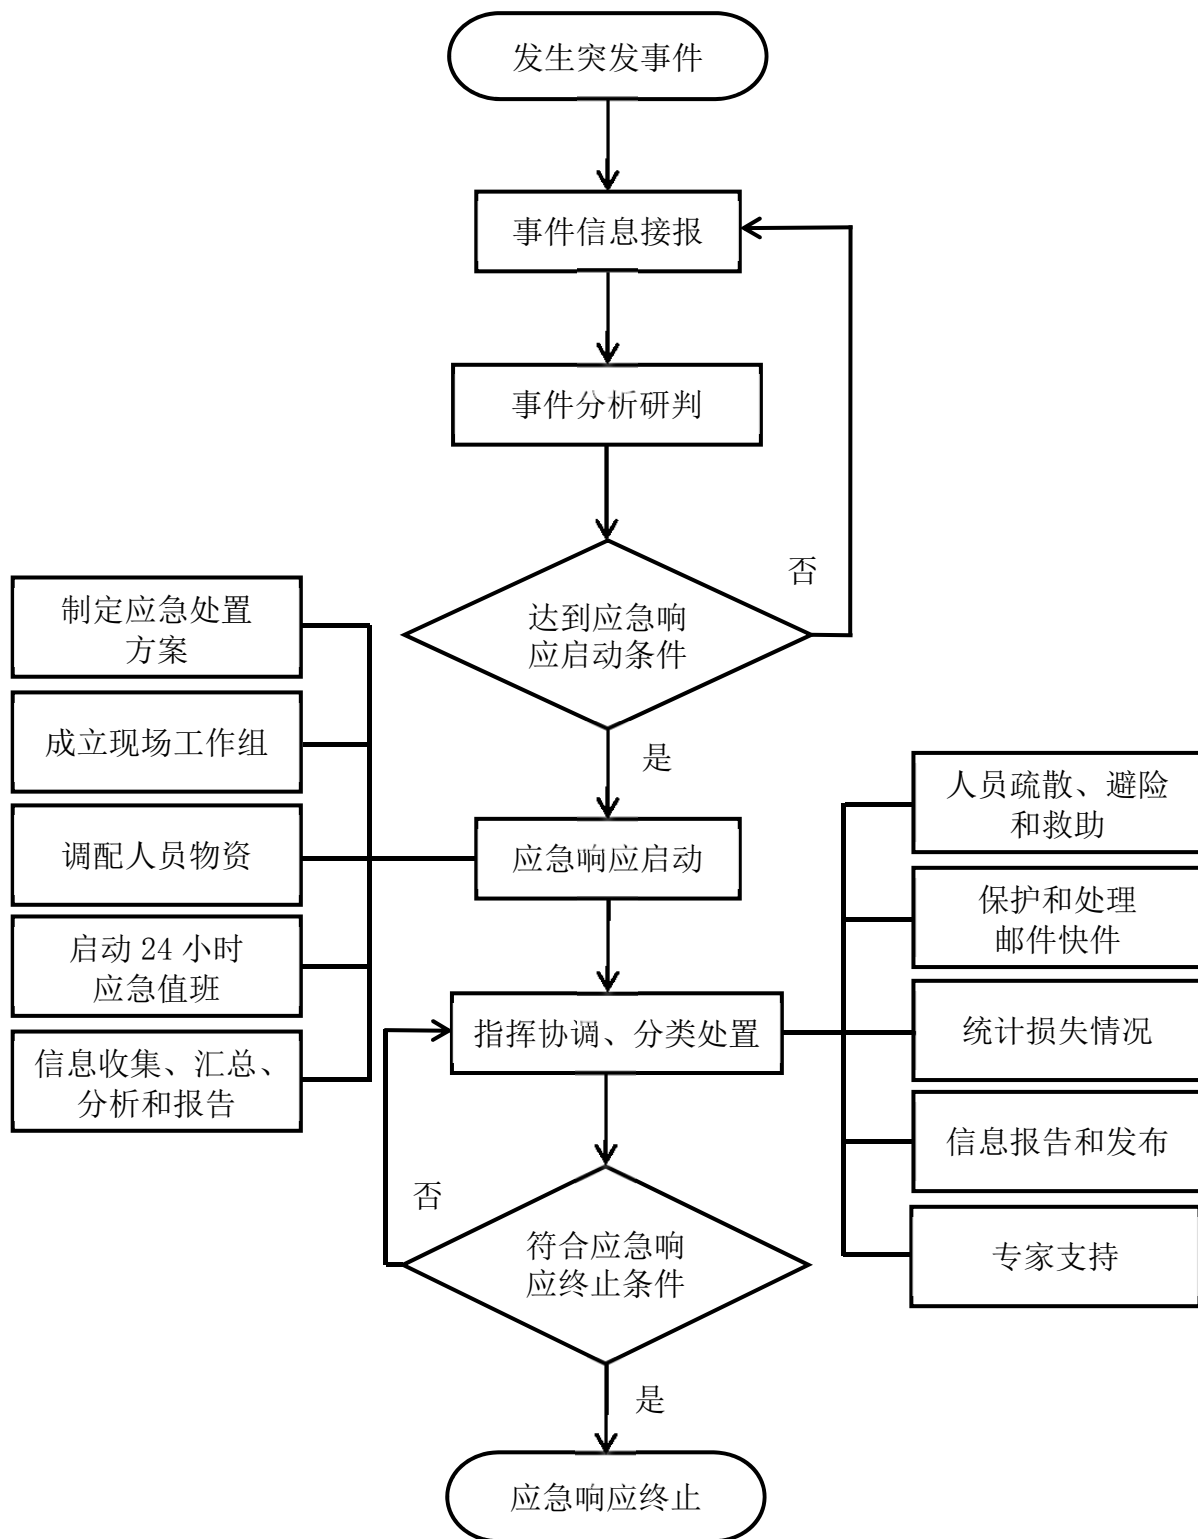 发生突发事件
事件信息接报
事件分析研判
否
达到应急响
应启动条件
是
制定应急处置
方案
成立现场工作组
调配人员物资
启动 24 小时
应急值班
信息收集、汇总、
分析和报告
应急响应启动
指挥协调、分类处置
人员疏散、避险
和救助
保护和处理
邮件快件
统计损失情况
信息报告和发布
专家支持
否
符合应急响
应终止条件
是
应急响应终止